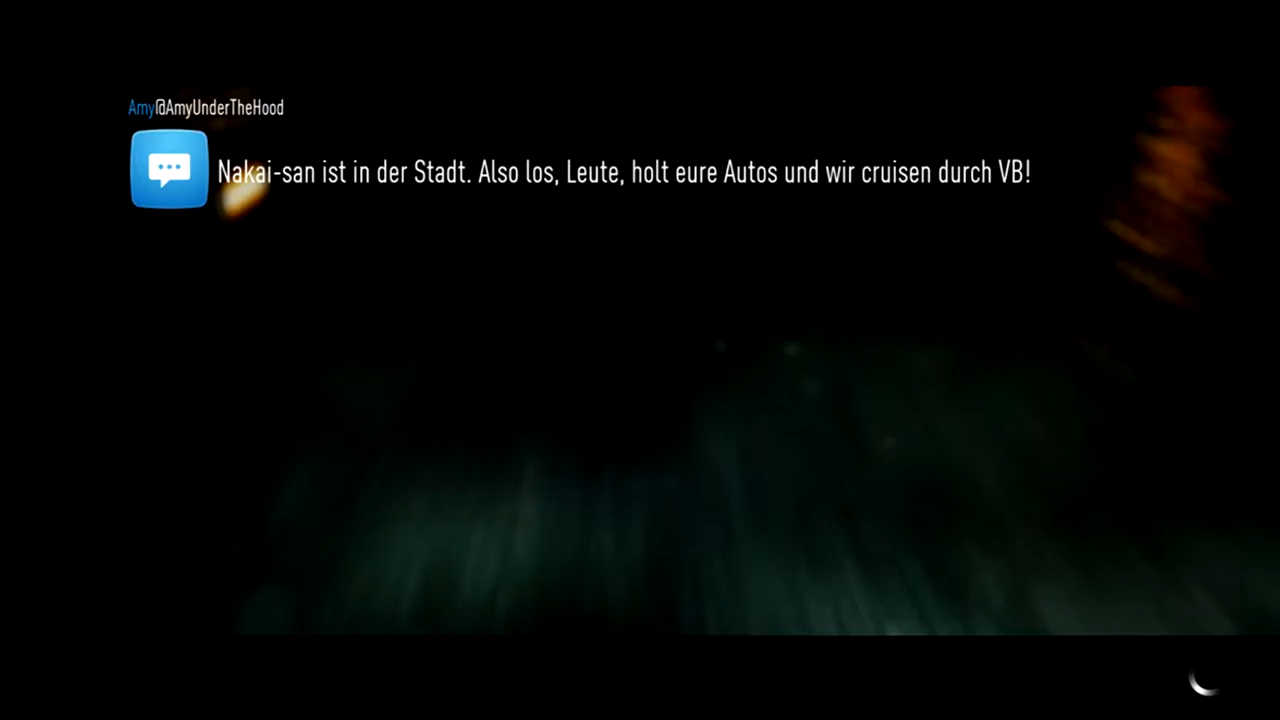 Amy@AmyUnderTheHood
Nakai-san ist in der Stadt. Also los, Leute, holt eure Autos und wir cruisen durch VB!